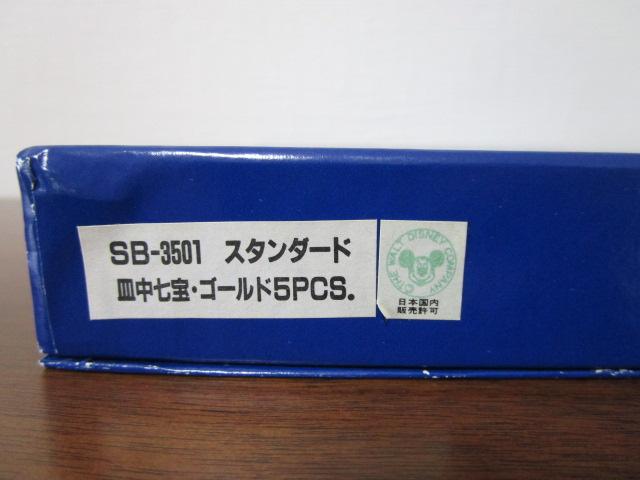 SB-3501 スタンダード
皿中七宝・ゴールド5PCS.
©THE WALT DISNEY COMPANY
日本国内
販売許可